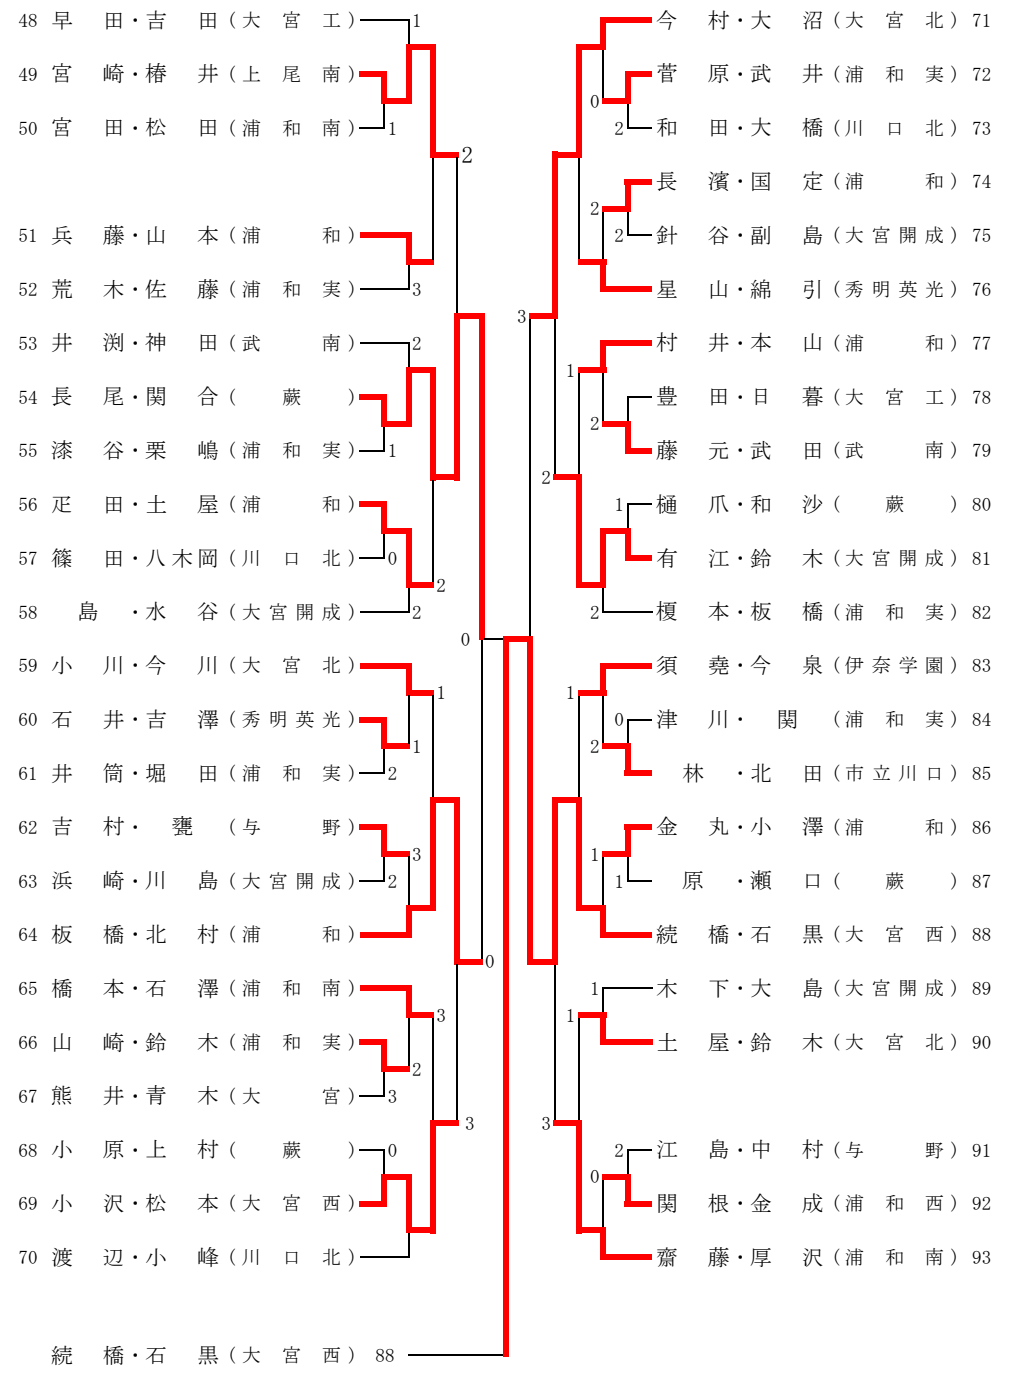 48 早田・吉田(大宮工) 1
49 宮崎・椿井(上尾南)
50 宮田・松田(浦和南) 1
2
51 兵藤・山本(浦和)
52 荒木・佐藤(浦和実) 3
53 井渕・神田(武南) 2
54 長尾・関合(蕨)
55 漆谷・栗嶋(浦和実) 1
56 疋田・土屋(浦和)
57 篠田・八木岡(川口北) 0
2
58 島・水谷(大宮開成) 2
0
59 小川・今川(大宮北)
1
60 石井・吉澤(秀明英光)
1
61 井筒・堀田(浦和実) 2
62 吉村・甕(与野)
3
63 浜崎・川島(大宮開成) 2
64 板橋・北村(浦和)
0
65 橋本・石澤(浦和南)
3
66 山崎・鈴木(浦和実)
2
67 熊井・青木(大宮) 3
3
68 小原・上村(蕨) 0
69 小沢・松本(大宮西)
70 渡辺・小峰(川口北)
続橋・石黒(大宮西) 88
今村・大沼(大宮北) 71
菅原・武井(浦和実) 72
0
2 和田・大橋(川口北) 73
長濱・国定(浦和) 74
2
2 針谷・副島(大宮開成) 75
星山・綿引(秀明英光) 76
3
村井・本山(浦和) 77
1
豊田・日暮(大宮工) 78
2
藤元・武田(武南) 79
2
1 樋爪・和沙(蕨) 80
有江・鈴木(大宮開成) 81
2 榎本・板橋(浦和実) 82
須堯・今泉(伊奈学園) 83
1
0 津川・関(浦和実) 84
2
林・北田(市立川口) 85
金丸・小澤(浦和) 86
1
1 原・瀬口(蕨) 87
続橋・石黒(大宮西) 88
1 木下・大島(大宮開成) 89
1
土屋・鈴木(大宮北) 90
3
2 江島・中村(与野) 91
0
関根・金成(浦和西) 92
齋藤・厚沢(浦和南) 93